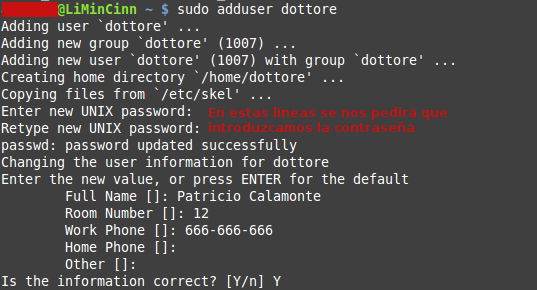 @LiMinCinn ~ $ sudo adduser dottore
Adding user `dottore' ...
Adding new group `dottore' (1007) ...
Adding new user `dottore' (1007) with group `dottore' ...
Creating home directory `/home/dottore' ...
Copying files from `/etc/skel' ...
Enter new UNIX password: En estas líneas se nos pedirá que
Retype new UNIX password: introduzcamos la contraseña
passwd: password updated successfully
Changing the user information for dottore
Enter the new value, or press ENTER for the default
Full Name []: Patricio Calamonte
Room Number []: 12
Work Phone []: 666-666-666
Home Phone []:
Other []:
Is the information correct? [Y/n] Y